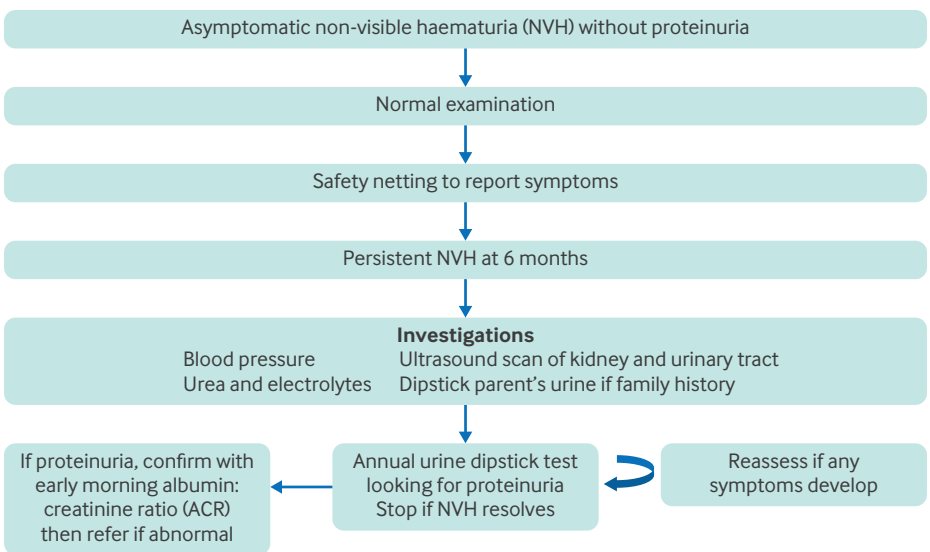 Asymptomatic non-visible haematuria (NVH) without proteinuria
Normal examination
Safety netting to report symptoms
Persistent NVH at 6 months
Investigations
Blood pressure
Urea and electrolytes
Ultrasound scan of kidney and urinary tract
Dipstick parent's urine if family history
If proteinuria, confirm with
early morning albumin:
creatinine ratio (ACR)
then refer if abnormal
Annual urine dipstick test
looking for proteinuria
Stop if NVH resolves
Reassess if any
symptoms develop